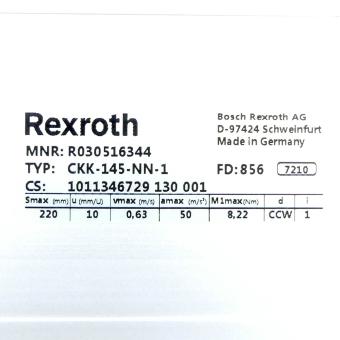 Rexroth
Bosch Rexroth AG
D-97424 Schweinfurt
Made in Germany
MNR: R030516344
TYP: CKK-145-NN-1 FD: 856 7210
CS: 1011346729 130 001
Smax (mm) u (mm/U) vmax (m/s) amax (m/s²) M1max(Nm) d i
220 10 0,63 50 8,22 CCW 1